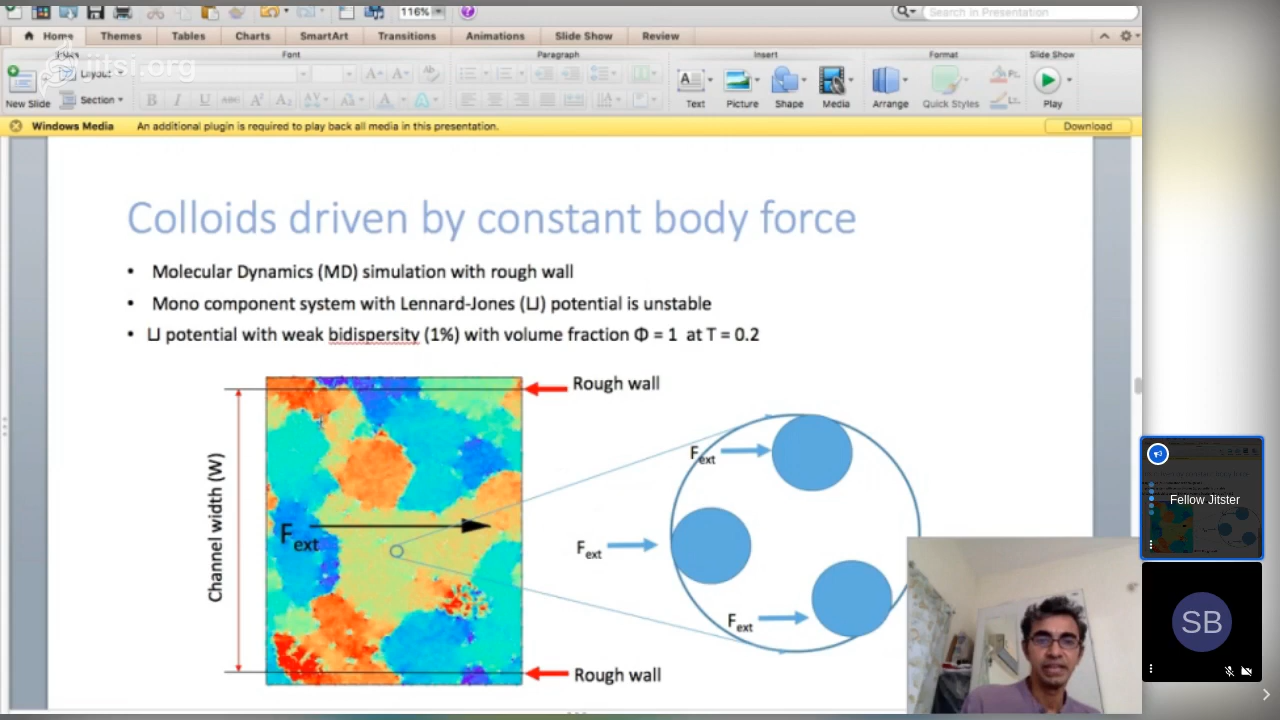 116%
Search in Presentation
Home Themes Tables Charts SmartArt Transitions Animations Slide Show Review
iitsi.org
Font Paragraph Insert Format Slide Show
Layout
New Slide Section Text Picture Shape Media Arrange Quick Styles Play
Windows Media An additional plugin is required to play back all media in this presentation. Download
Colloids driven by constant body force
• Molecular Dynamics (MD) simulation with rough wall
• Mono component system with Lennard-Jones (LJ) potential is unstable
• LJ potential with weak bidispersity (1%) with volume fraction Φ = 1 at T = 0.2
Rough wall
Channel width (W)
Fext
Fext
Fext
Fext
Rough wall
Fellow Jitster
SB